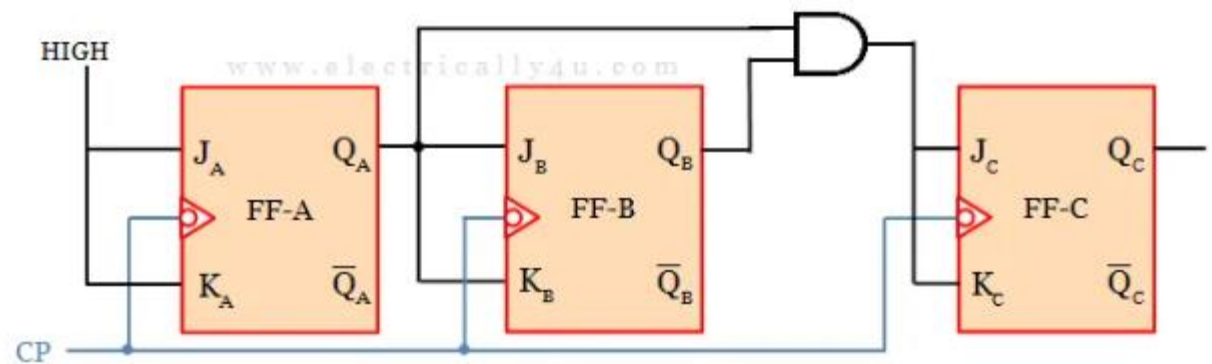 HIGH
www.electrically4u.com
J_A Q_A J_B Q_B J_C Q_C
FF-A FF-B FF-C
K_A Q̅_A K_B Q̅_B K_C Q̅_C
CP